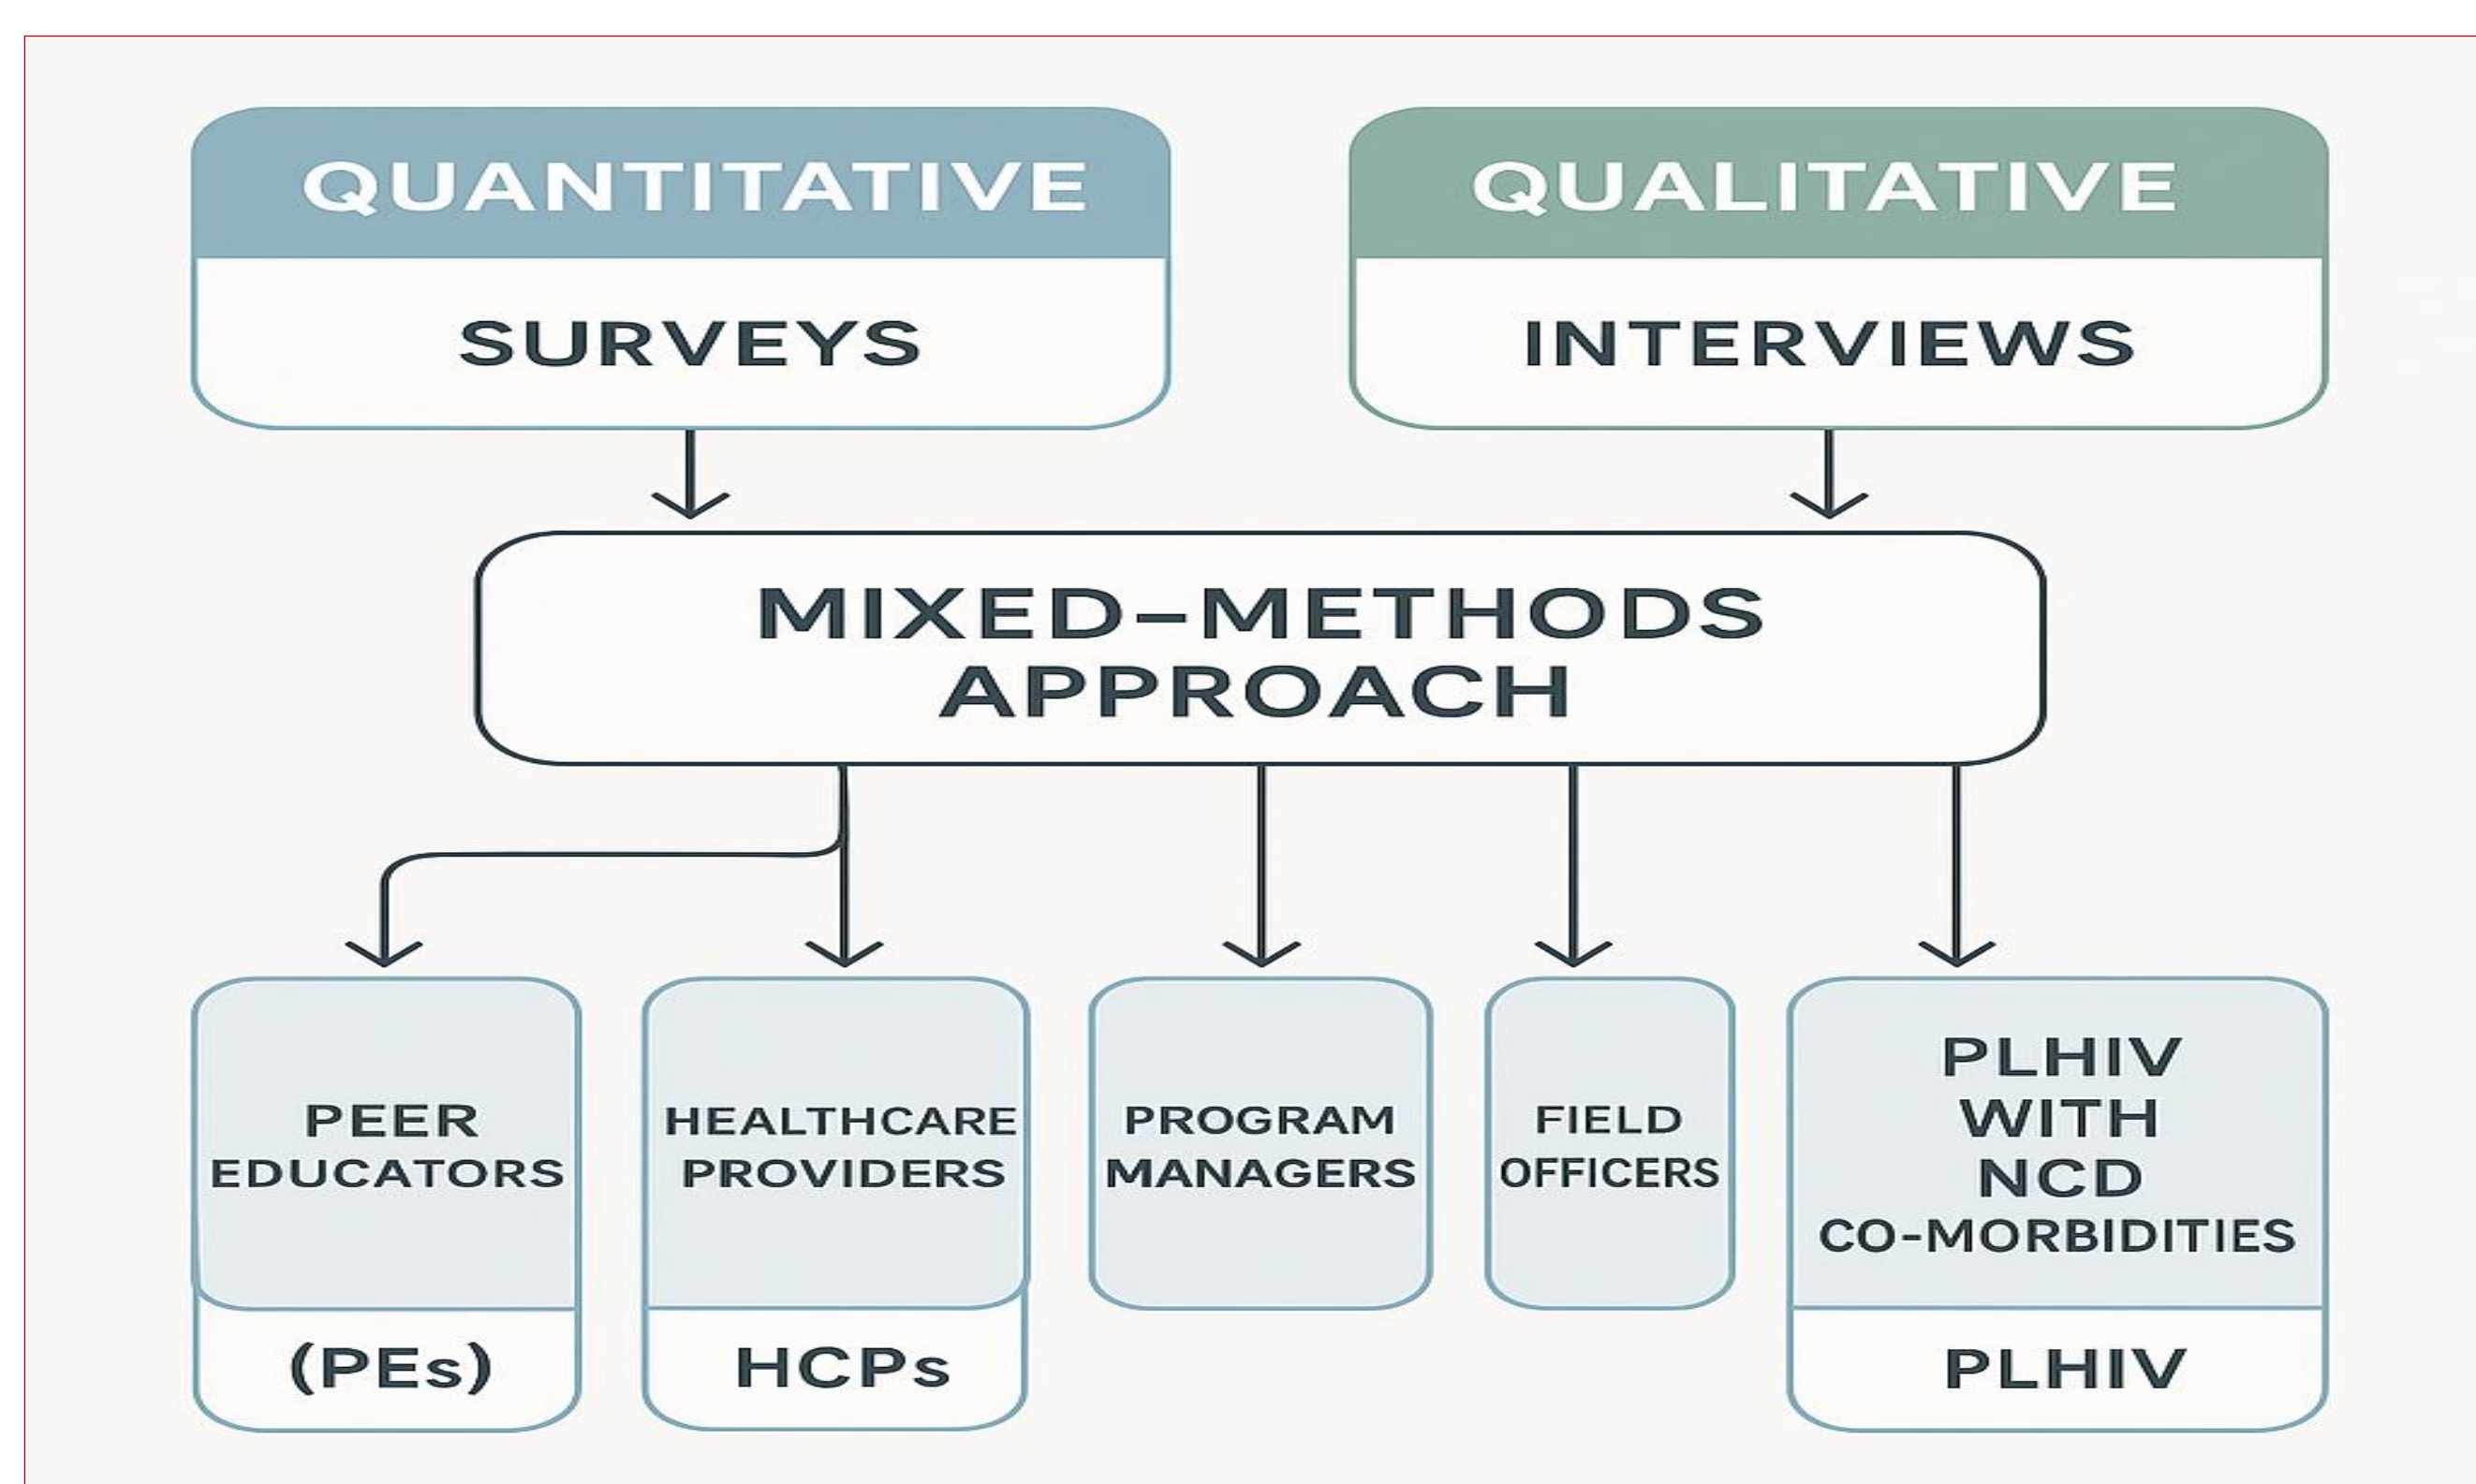 QUANTITATIVE
SURVEYS
QUALITATIVE
INTERVIEWS
MIXED–METHODS
APPROACH
PEER
EDUCATORS
(PEs)
HEALTHCARE
PROVIDERS
HCPs
PROGRAM
MANAGERS
FIELD
OFFICERS
PLHIV
WITH
NCD
CO-MORBIDITIES
PLHIV